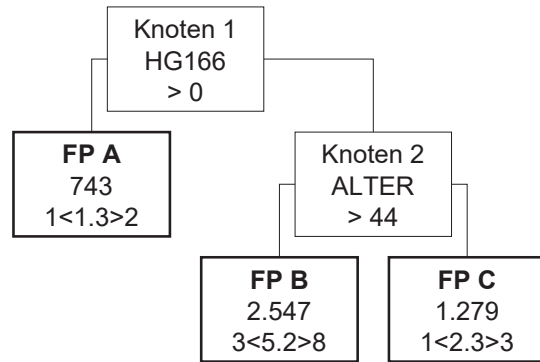 Knoten 1
HG166
> 0
FP A
743
1<1.3>2
Knoten 2
ALTER
> 44
FP B
2.547
3<5.2>8
FP C
1.279
1<2.3>3